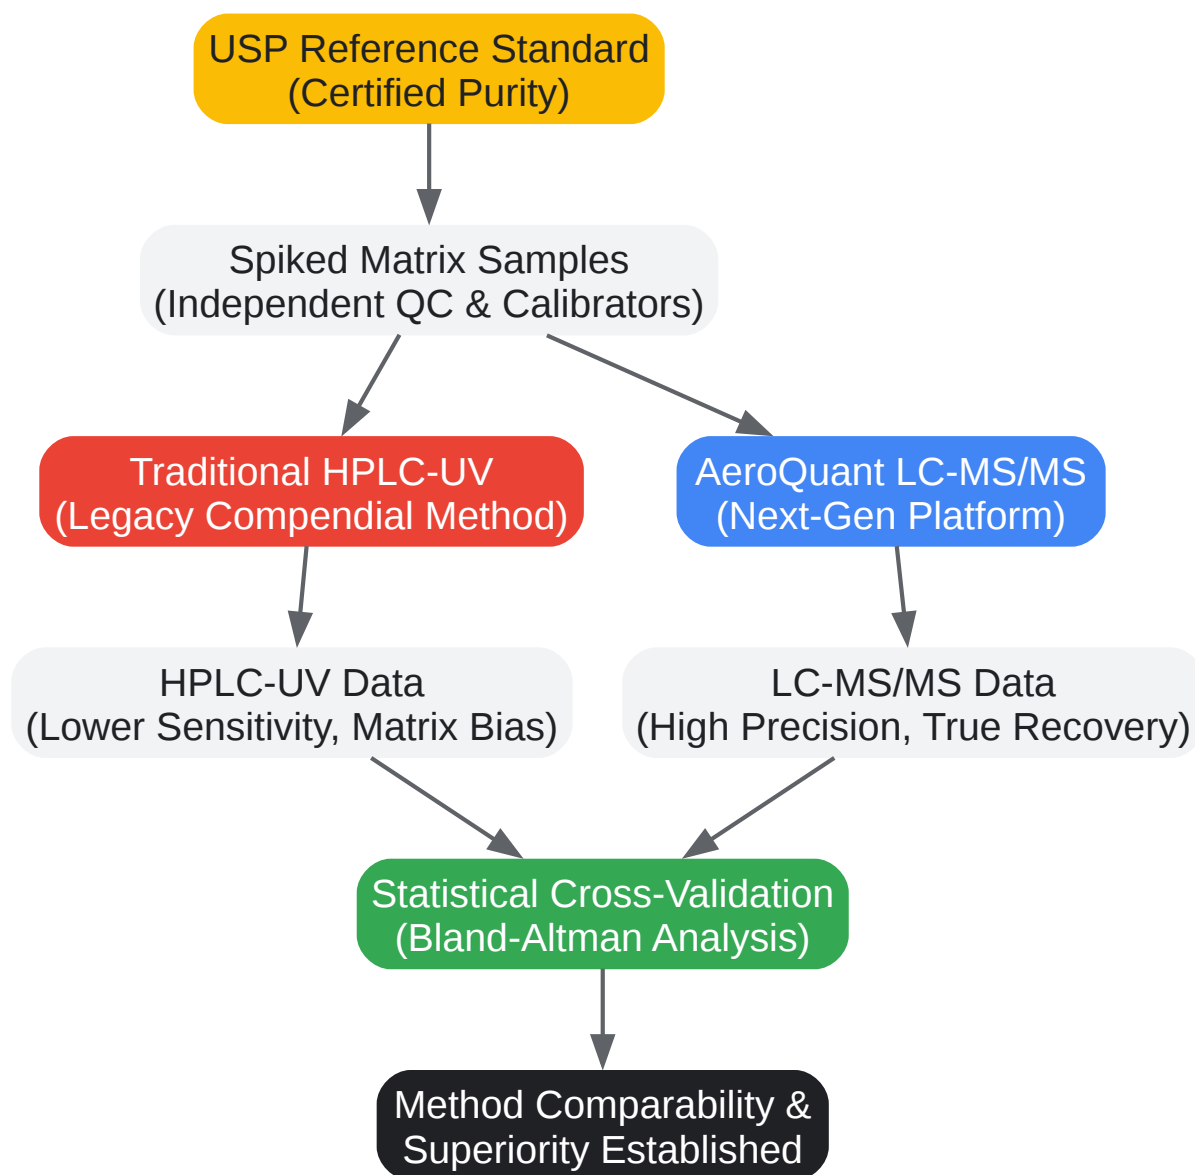 USP Reference Standard
(Certified Purity)
Spiked Matrix Samples
(Independent QC & Calibrators)
Traditional HPLC-UV
(Legacy Compendial Method)
AeroQuant LC-MS/MS
(Next-Gen Platform)
HPLC-UV Data
(Lower Sensitivity, Matrix Bias)
LC-MS/MS Data
(High Precision, True Recovery)
Statistical Cross-Validation
(Bland-Altman Analysis)
Method Comparability &
Superiority Established